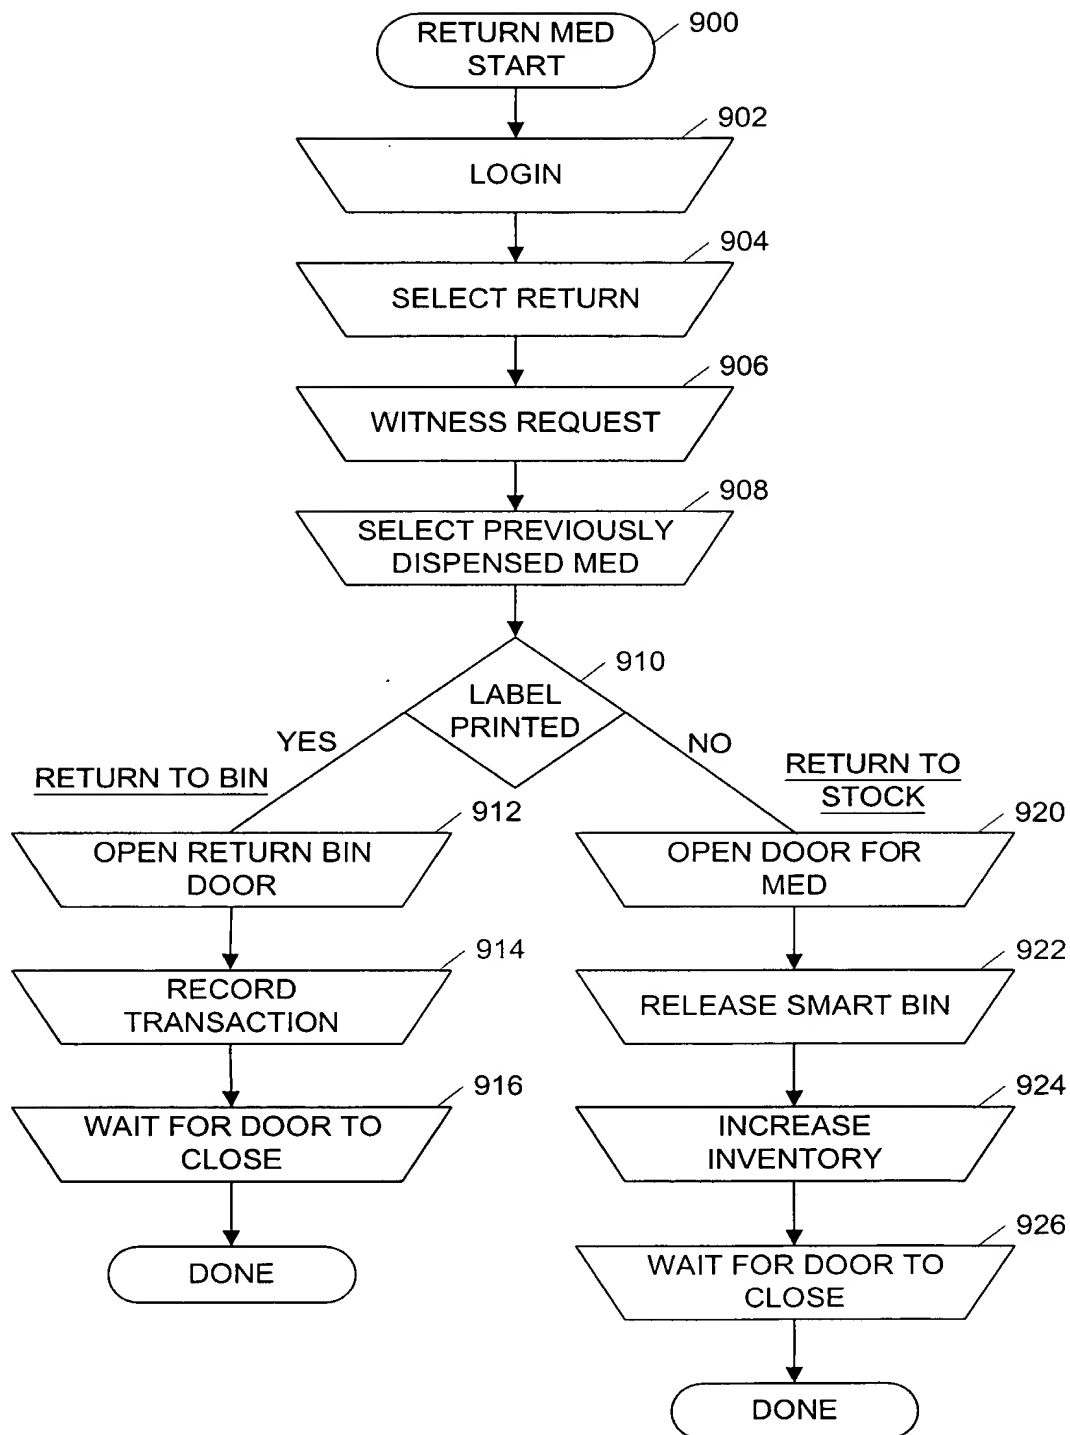 RETURN MED
START
900
902
LOGIN
904
SELECT RETURN
906
WITNESS REQUEST
908
SELECT PREVIOUSLY
DISPENSED MED
910
LABEL
PRINTED
YES
NO
RETURN TO BIN
RETURN TO
STOCK
912
OPEN RETURN BIN
DOOR
914
RECORD
TRANSACTION
916
WAIT FOR DOOR TO
CLOSE
DONE
920
OPEN DOOR FOR
MED
922
RELEASE SMART BIN
924
INCREASE
INVENTORY
926
WAIT FOR DOOR TO
CLOSE
DONE